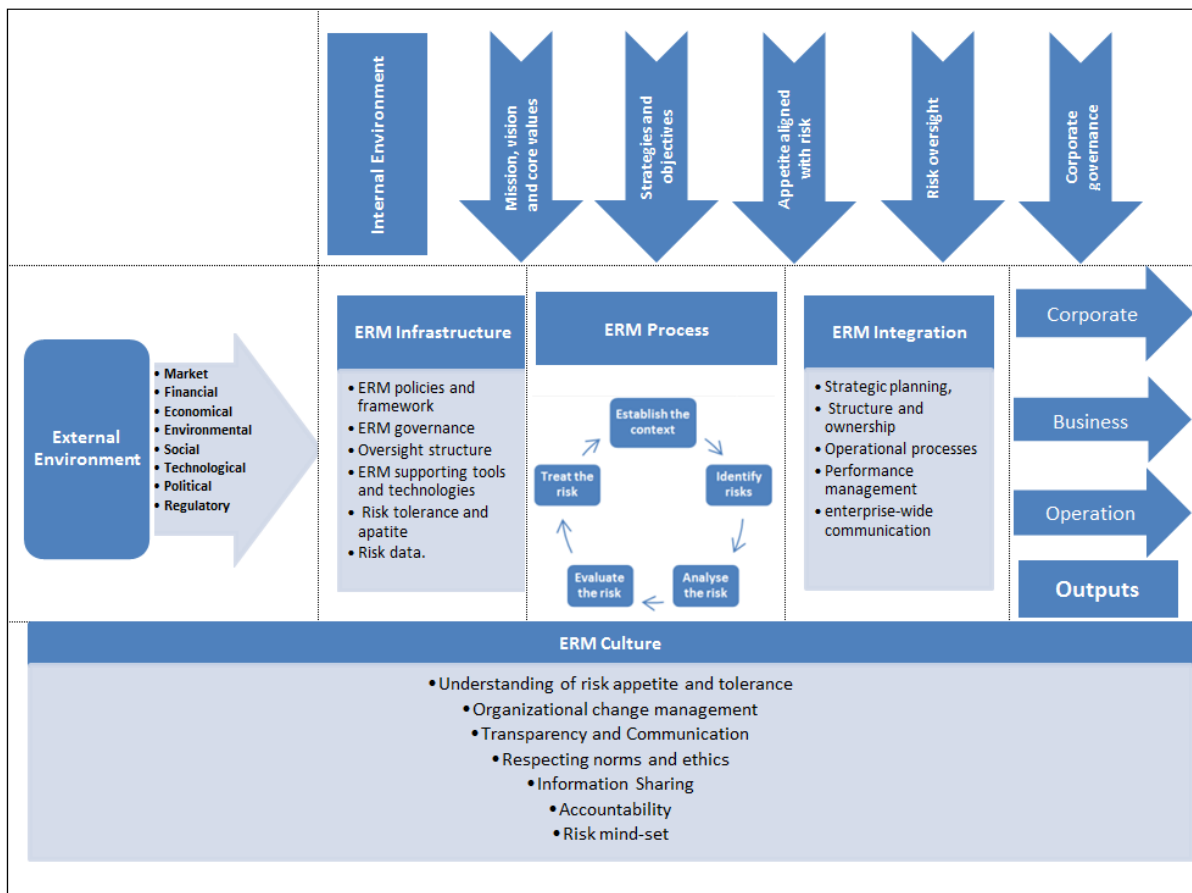 Internal Environment
Mission, vision
and core values
Strategies and
objectives
Appetite aligned
with risk
Risk oversight
Corporate
governance
External
Environment
• Market
• Financial
• Economical
• Environmental
• Social
• Technological
• Political
• Regulatory
ERM Infrastructure
• ERM policies and
framework
• ERM governance
• Oversight structure
• ERM supporting tools
and technologies
• Risk tolerance and
apatite
• Risk data.
ERM Process
Establish the
context
Identify
risks
Analyse
the risk
Evaluate
the risk
Treat the
risk
ERM Integration
• Strategic planning,
• Structure and
ownership
• Operational processes
• Performance
management
• enterprise-wide
communication
Corporate
Business
Operation
Outputs
ERM Culture
•Understanding of risk appetite and tolerance
•Organizational change management
•Transparency and Communication
•Respecting norms and ethics
•Information Sharing
•Accountability
•Risk mind-set